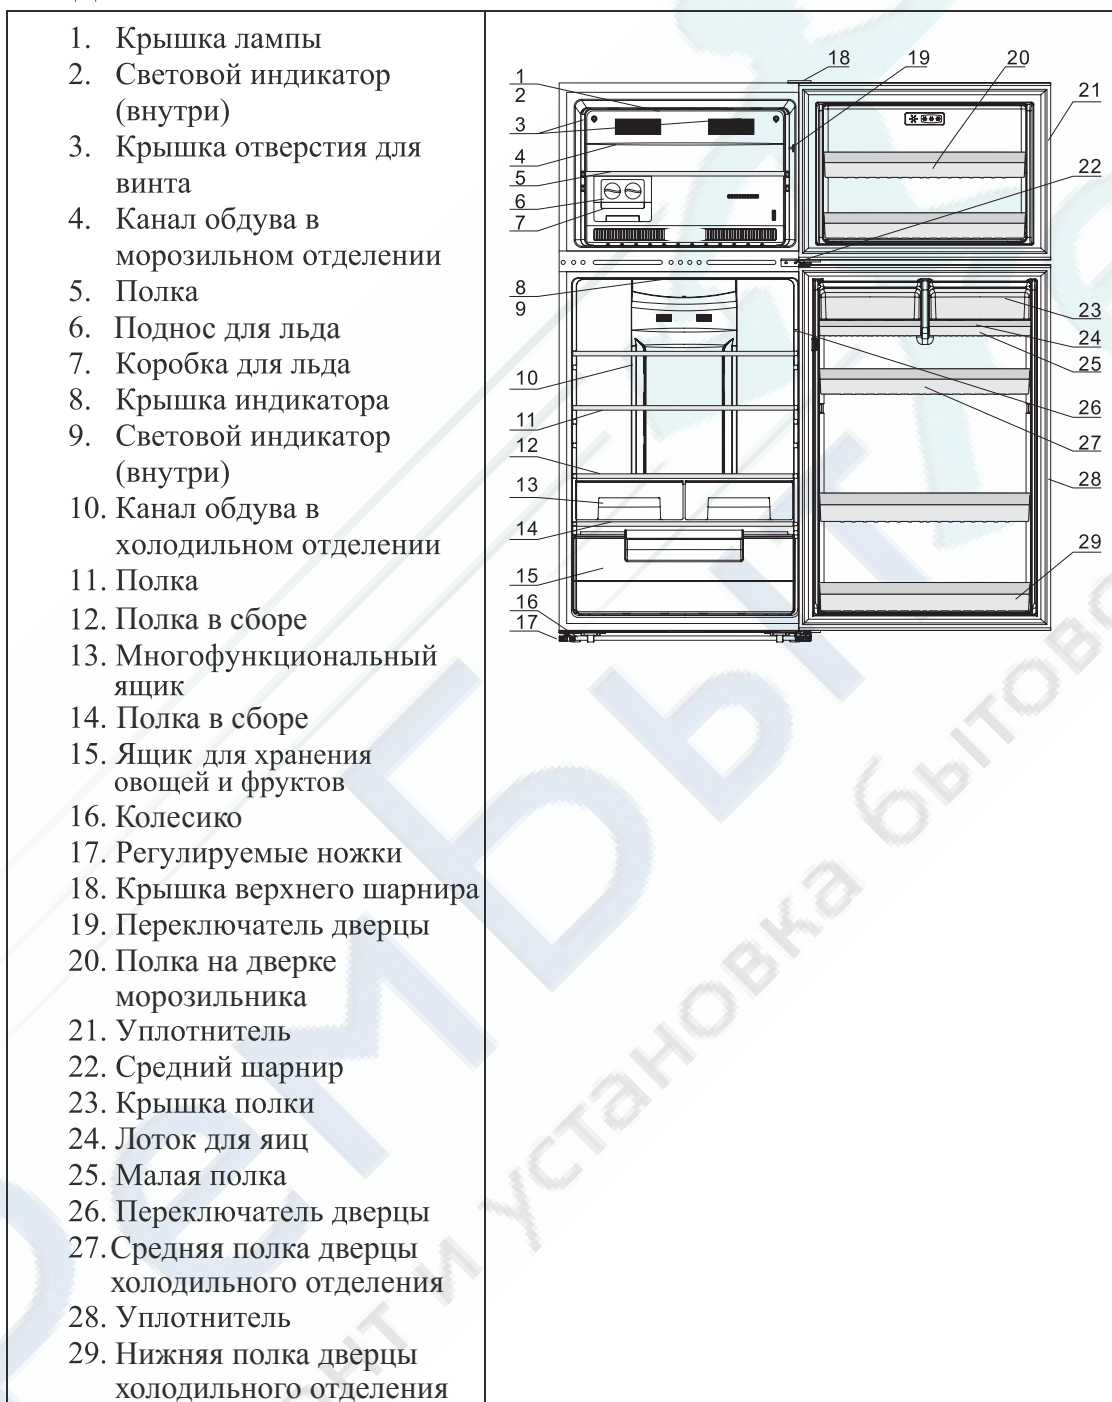 1. Крышка лампы
2. Световой индикатор
(внутри)
3. Крышка отверстия для
винта
4. Канал обдува в
морозильном отделении
5. Полка
6. Поднос для льда
7. Коробка для льда
8. Крышка индикатора
9. Световой индикатор
(внутри)
10. Канал обдува в
холодильном отделении
11. Полка
12. Полка в сборе
13. Многофункциональный
ящик
14. Полка в сборе
15. Ящик для хранения
овощей и фруктов
16. Колесико
17. Регулируемые ножки
18. Крышка верхнего шарнира
19. Переключатель дверцы
20. Полка на дверке
морозильника
21. Уплотнитель
22. Средний шарнир
23. Крышка полки
24. Лоток для яиц
25. Малая полка
26. Переключатель дверцы
27. Средняя полка дверцы
холодильного отделения
28. Уплотнитель
29. Нижняя полка дверцы
холодильного отделения
1
2
3
4
5
6
7
8
9
10
11
12
13
14
15
16
17
18
19
20
21
22
23
24
25
26
27
28
29
РемБыт
и установка